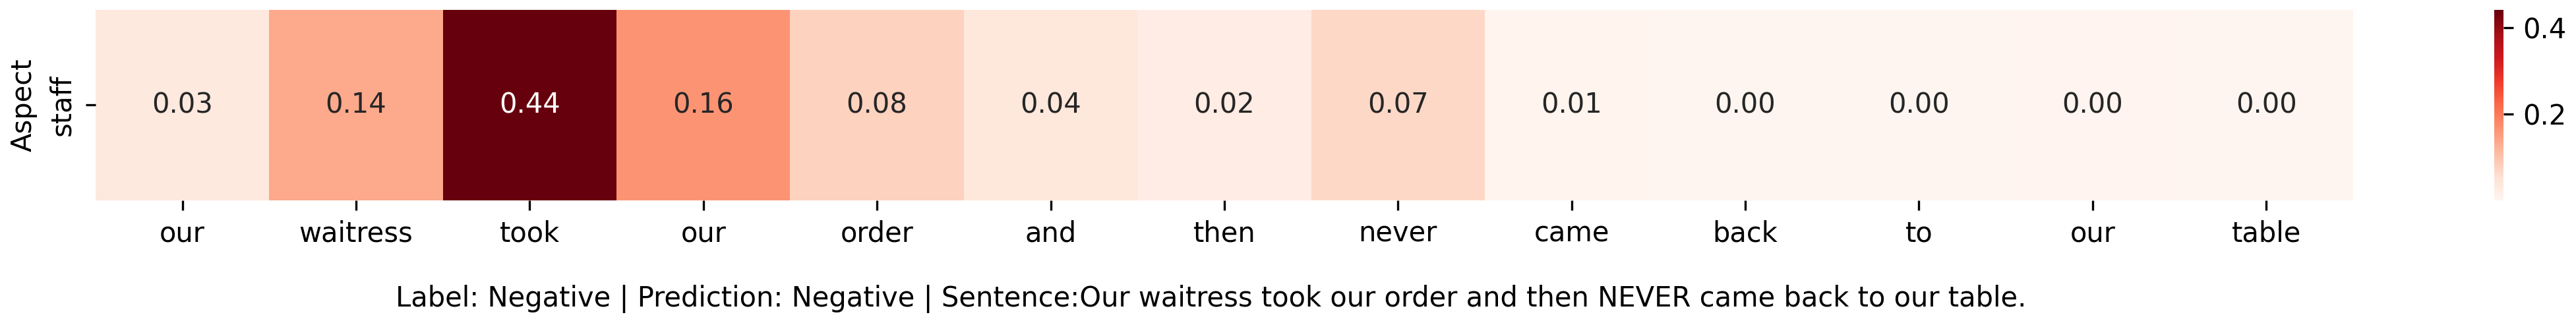 Aspect
staff
0.03 0.14 0.44 0.16 0.08 0.04 0.02 0.07 0.01 0.00 0.00 0.00 0.00
our waitress took our order and then never came back to our table
0.4
0.2
Label: Negative | Prediction: Negative | Sentence:Our waitress took our order and then NEVER came back to our table.